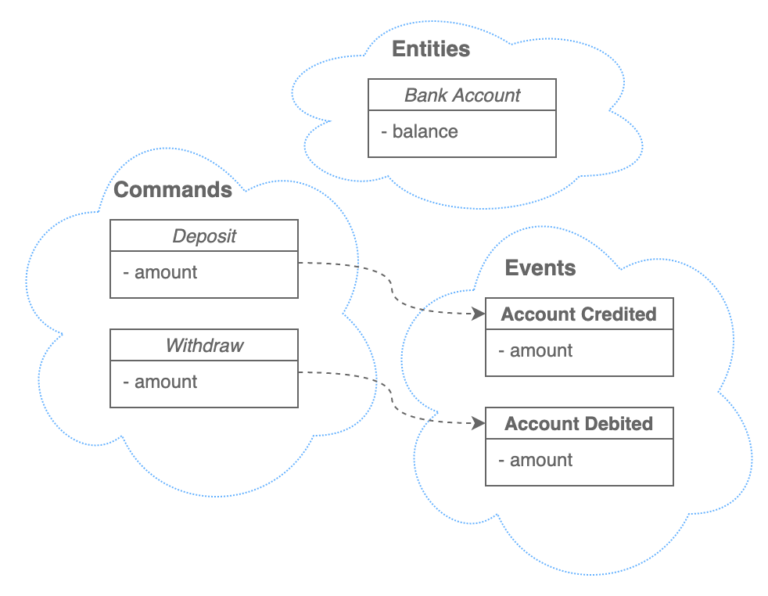 Entities
Bank Account
- balance
Commands
Deposit
- amount
Withdraw
- amount
Events
Account Credited
- amount
Account Debited
- amount